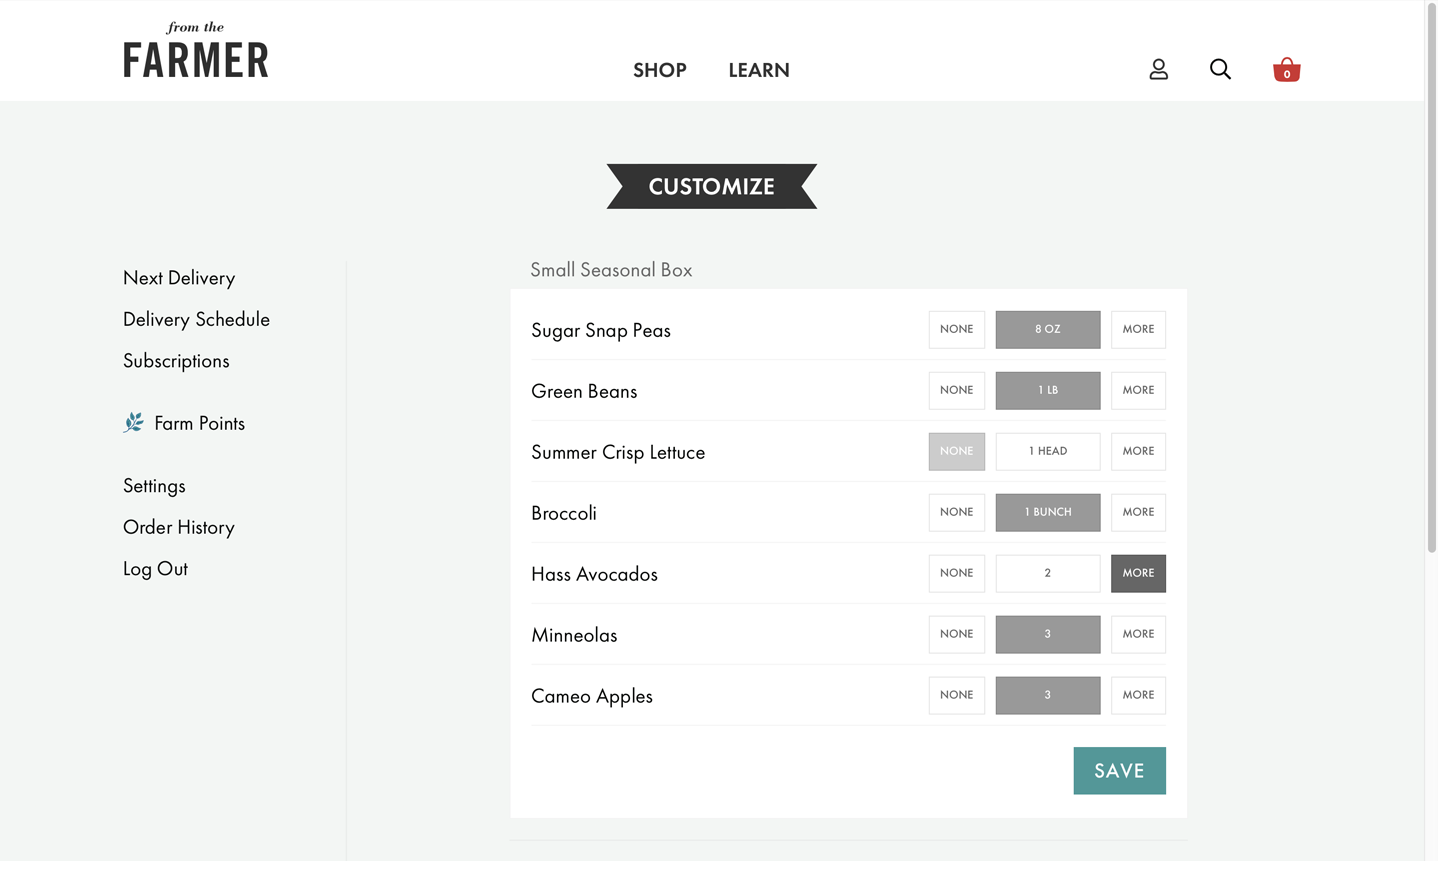 from the
FARMER
SHOP LEARN
0
CUSTOMIZE
Next Delivery
Delivery Schedule
Subscriptions
Farm Points
Settings
Order History
Log Out
Small Seasonal Box
Sugar Snap Peas NONE 8 OZ MORE
Green Beans NONE 1 LB MORE
Summer Crisp Lettuce NONE 1 HEAD MORE
Broccoli NONE 1 BUNCH MORE
Hass Avocados NONE 2 MORE
Minneolas NONE 3 MORE
Cameo Apples NONE 3 MORE
SAVE